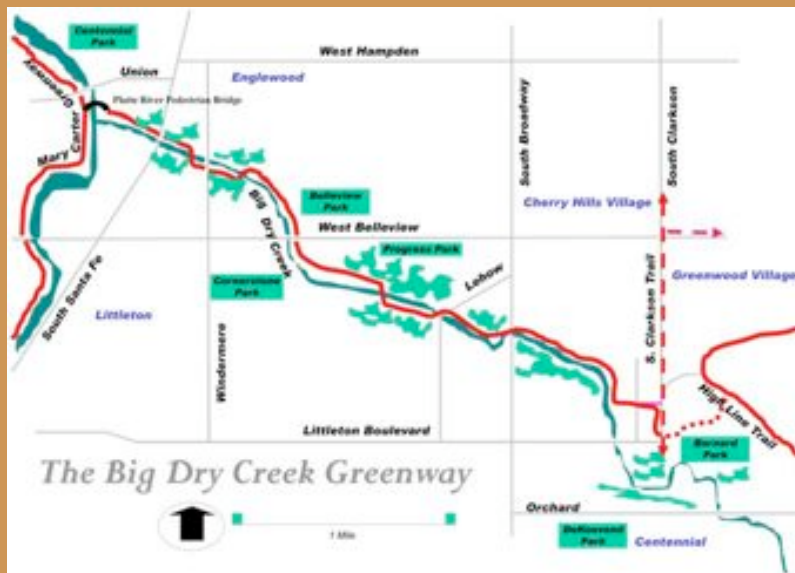 Centennial
Park
West Hampden
Union
Englewood
Platte River Pedestrian Bridge
Greenway
Mary
Carter
South Broadway
South Clarkson
Belleview
Park
Cherry Hills Village
Big Dry Creek
West Belleview
Progress Park
S. Clarkson Trail
Greenwood Village
South Santa Fe
Cornerstone
Park
Lehow
Littleton
Windermere
High Line Trail
Littleton Boulevard
Park
The Big Dry Creek Greenway
Orchard
1 Mile
DeKoevend
Park
Centennial